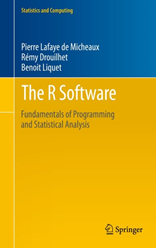 Statistics and Computing
Pierre Lafaye de Micheaux
Rémy Drouilhet
Benoit Liquet
The R Software
Fundamentals of Programming
and Statistical Analysis
Springer